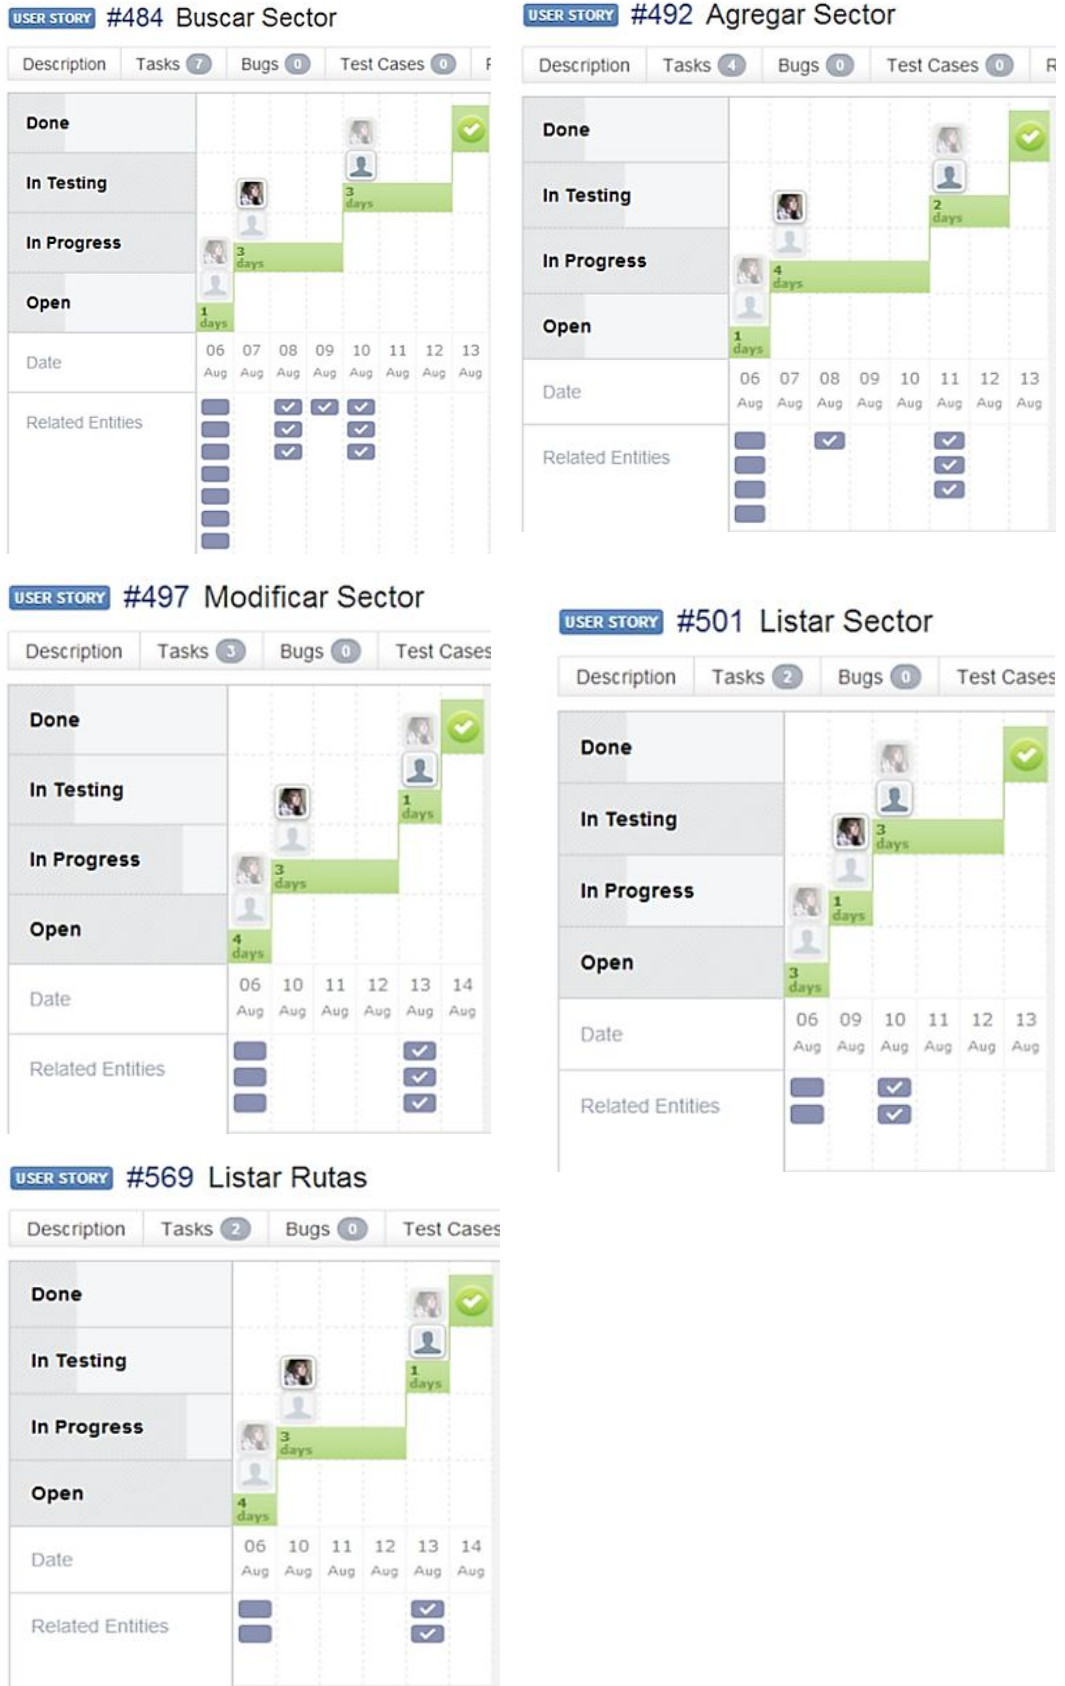 USER STORY #484 Buscar Sector
Description Tasks 7 Bugs 0 Test Cases 0
Done
In Testing
3 days
In Progress
3 days
Open
1 days
Date
06 07 08 09 10 11 12 13
Aug Aug Aug Aug Aug Aug Aug Aug
Related Entities
USER STORY #492 Agregar Sector
Description Tasks 4 Bugs 0 Test Cases 0 R
Done
In Testing
2 days
In Progress
4 days
Open
1 days
Date
06 07 08 09 10 11 12 13
Aug Aug Aug Aug Aug Aug Aug Aug
Related Entities
USER STORY #497 Modificar Sector
Description Tasks 3 Bugs 0 Test Cases
Done
In Testing
1 days
In Progress
3 days
Open
4 days
Date
06 10 11 12 13 14
Aug Aug Aug Aug Aug Aug
Related Entities
USER STORY #501 Listar Sector
Description Tasks 2 Bugs 0 Test Cases
Done
In Testing
3 days
In Progress
1 days
Open
3 days
Date
06 09 10 11 12 13
Aug Aug Aug Aug Aug Aug
Related Entities
USER STORY #569 Listar Rutas
Description Tasks 2 Bugs 0 Test Cases
Done
In Testing
1 days
In Progress
3 days
Open
4 days
Date
06 10 11 12 13 14
Aug Aug Aug Aug Aug Aug
Related Entities